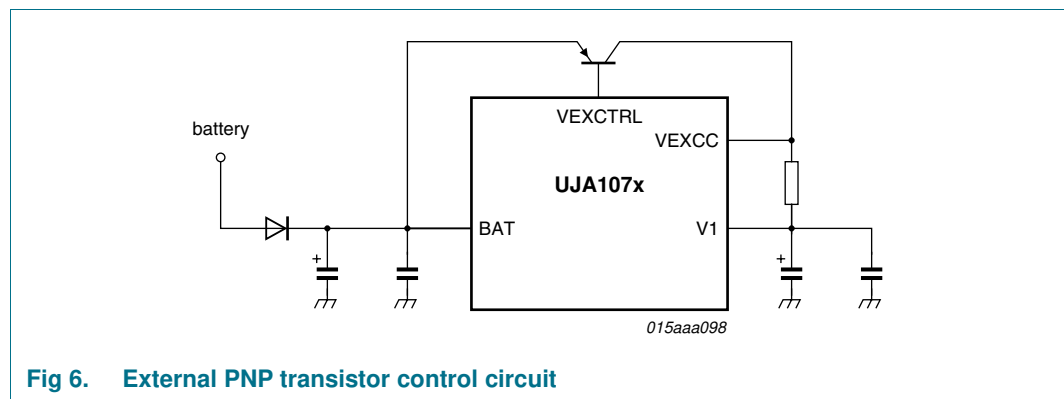 battery
VEXCTRL
VEXCC
UJA107x
BAT
V1
+
+
015aaa098
Fig 6. External PNP transistor control circuit